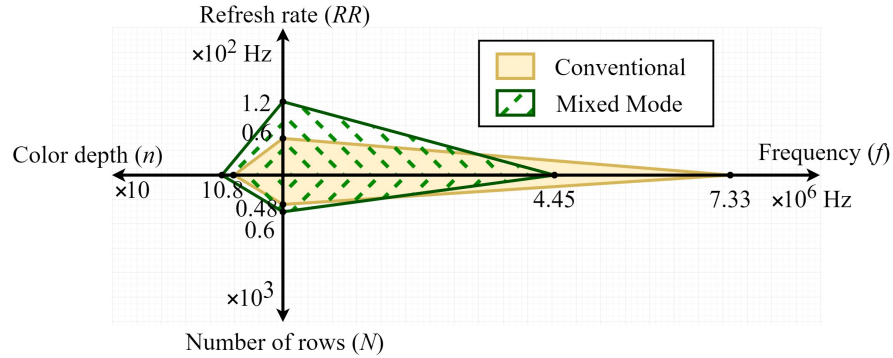 Refresh rate (RR)
×10² Hz
Conventional
Mixed Mode
1.2
0.6
Color depth (n)
Frequency (f)
×10
10.8
0.48
0.6
4.45
7.33
×10⁶ Hz
×10³
Number of rows (N)